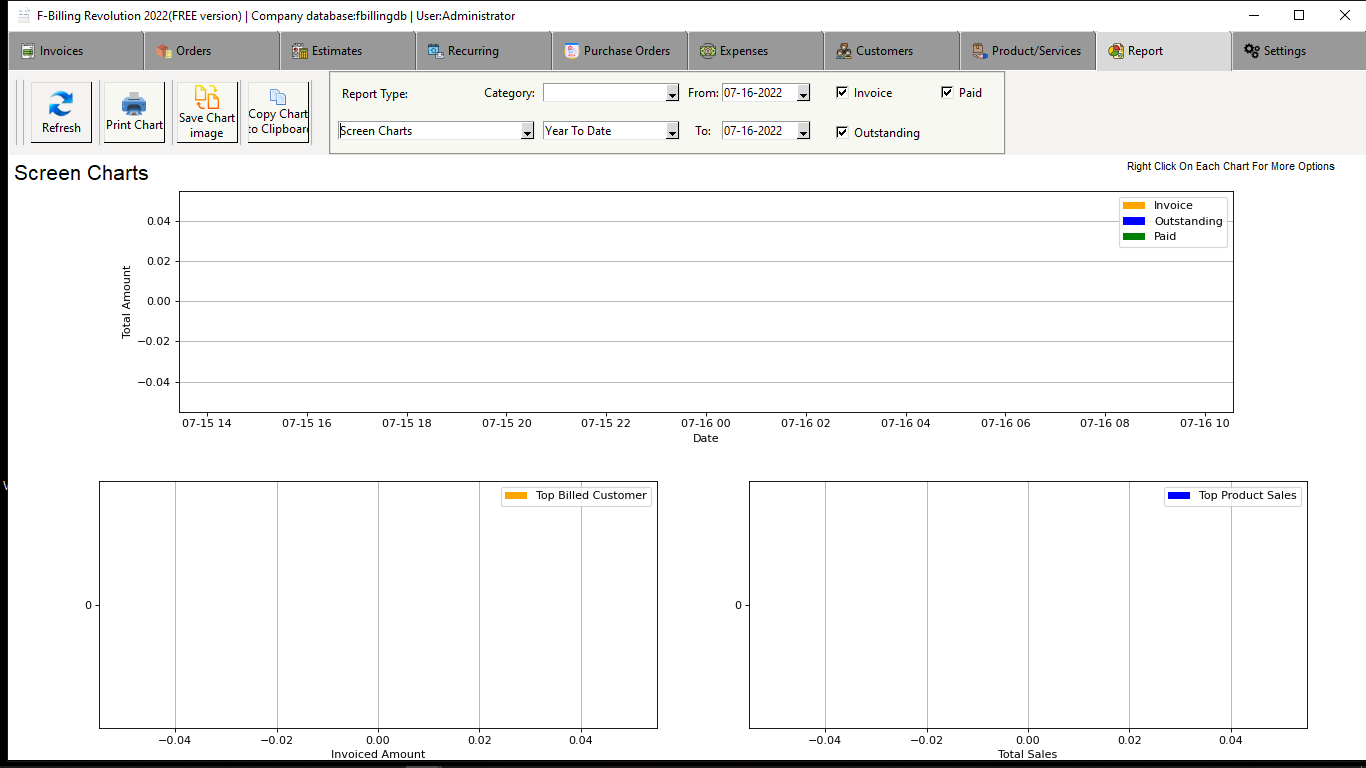 F-Billing Revolution 2022(FREE version) | Company database:fbillingdb | User:Administrator
Invoices Orders Estimates Recurring Purchase Orders Expenses Customers Product/Services Report Settings
Refresh
Print Chart
Save Chart
image
Copy Chart
to Clipboard
Report Type: Category: From: 07-16-2022 Invoice Paid
Screen Charts Year To Date To: 07-16-2022 Outstanding
Screen Charts
Right Click On Each Chart For More Options
Invoice
Outstanding
Paid
Total Amount
0.04
0.02
0.00
−0.02
−0.04
07-15 14 07-15 16 07-15 18 07-15 20 07-15 22 07-16 00 07-16 02 07-16 04 07-16 06 07-16 08 07-16 10
Date
Top Billed Customer
0
−0.04 −0.02 0.00 0.02 0.04
Invoiced Amount
Top Product Sales
0
−0.04 −0.02 0.00 0.02 0.04
Total Sales